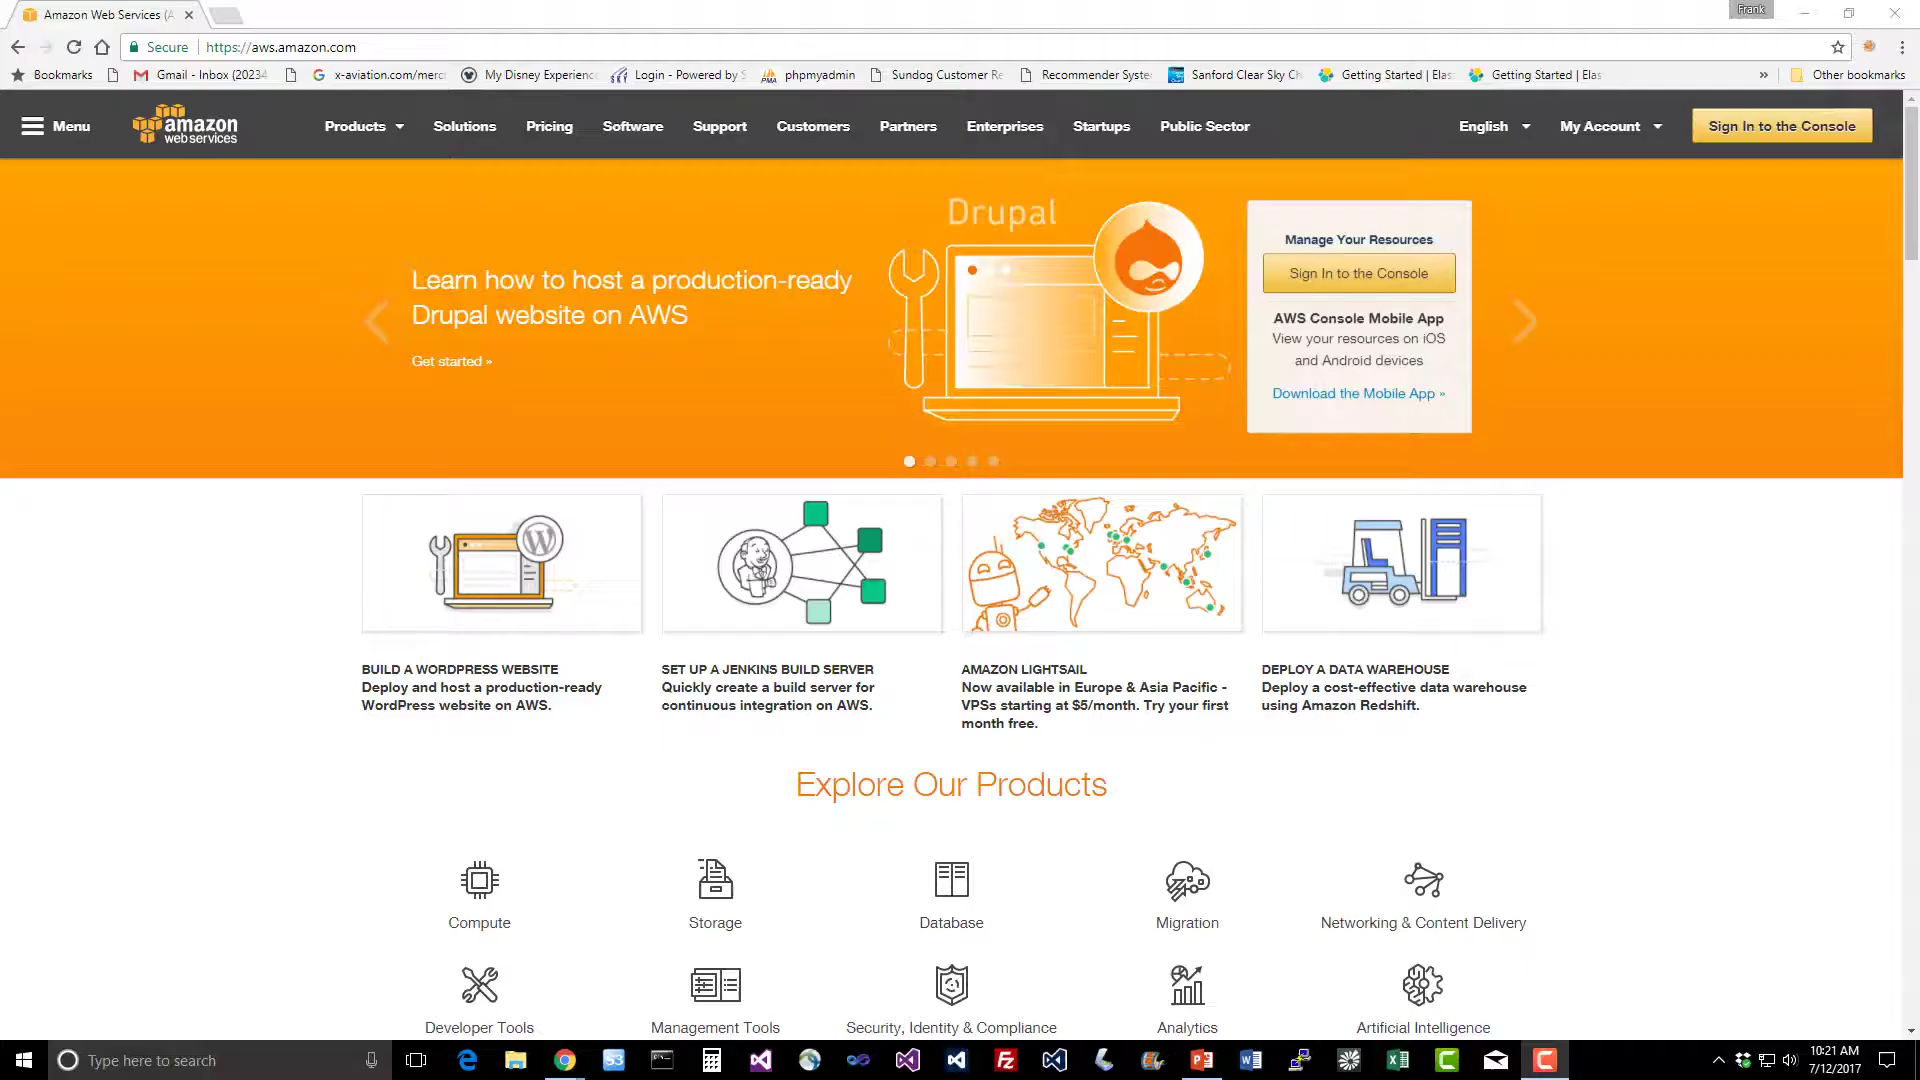 Amazon Web Services (A
Frank
Secure
https://aws.amazon.com
Bookmarks
Gmail - Inbox (20234
x-aviation.com/merc
My Disney Experienc
Login - Powered by S
phpmyadmin
Sundog Customer Re
Recommender Syste
Sanford Clear Sky Ch
Getting Started | Elas
Getting Started | Elas
»
Other bookmarks
Menu
amazon
web services
Products
Solutions
Pricing
Software
Support
Customers
Partners
Enterprises
Startups
Public Sector
English
My Account
Sign In to the Console
Learn how to host a production-ready
Drupal website on AWS
Get started »
Drupal
Manage Your Resources
Sign In to the Console
AWS Console Mobile App
View your resources on iOS
and Android devices
Download the Mobile App »
BUILD A WORDPRESS WEBSITE
Deploy and host a production-ready
WordPress website on AWS.
SET UP A JENKINS BUILD SERVER
Quickly create a build server for
continuous integration on AWS.
AMAZON LIGHTSAIL
Now available in Europe & Asia Pacific -
VPSs starting at $5/month. Try your first
month free.
DEPLOY A DATA WAREHOUSE
Deploy a cost-effective data warehouse
using Amazon Redshift.
Explore Our Products
Compute
Storage
Database
Migration
Networking & Content Delivery
Developer Tools
Management Tools
Security, Identity & Compliance
Analytics
Artificial Intelligence
Type here to search
10:21 AM
7/12/2017